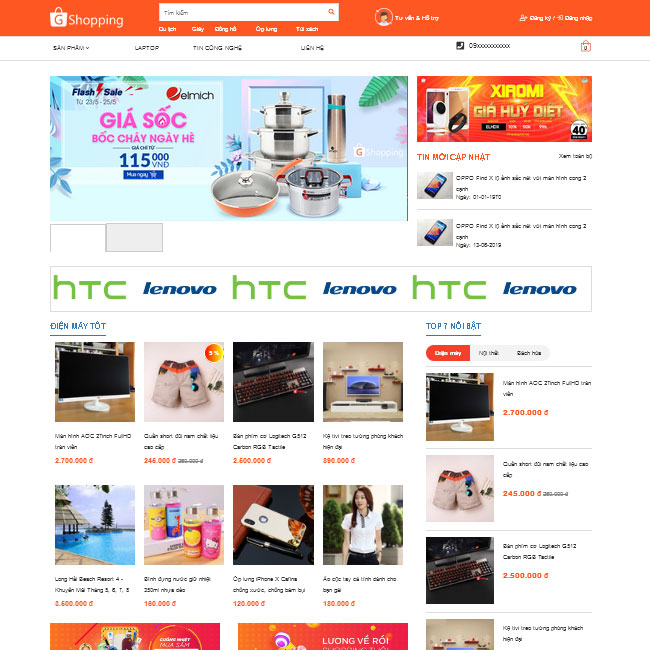 Shopping
Tìm kiếm
Du lịch Giày Đồng hồ Ốp lưng Túi xách
Tư vấn & Hỗ trợ
Đăng ký / Đăng nhập
SẢN PHẨM
LAPTOP
TIN CÔNG NGHỆ
LIÊN HỆ
09xxxxxxxxxx
0
Flash Sale
TỪ 23/5 - 25/5
elmich
GIÁ SỐC
BỐC CHÁY NGÀY HÈ
GIÁ CHỈ TỪ
115.000 VNĐ
Mua ngay
GShopping
XIAOMI
GIÁ HỦY DIỆT
40
TIN MỚI CẬP NHẬT
Xem toàn bộ
OPPO Find X lộ ảnh sắc nét với màn hình cong 2
cạnh
Ngày: 01-01-1970
OPPO Find X lộ ảnh sắc nét với màn hình cong 2
cạnh
Ngày: 13-06-2019
hTC lenovo hTC lenovo hTC lenovo
ĐIỆN MÁY TỐT
5 %
Màn hình AOC 27inch FullHD
tràn viền
2.700.000 đ
Quần short đũi nam chất liệu
cao cấp
245.000 đ
Bàn phím cơ Logitech G512
Carbon RGB Tactile
2.500.000 đ
Kệ tivi treo tường phòng khách
hiện đại
390.000 đ
Long Hải Beach Resort 4 -
Khuyến Mãi Tháng 5, 6, 7, 8
3.500.000 đ
Bình đựng nước giữ nhiệt
350ml nhựa dẻo
160.000 đ
Ốp lưng iPhone X Cafina
chống xước, chống bám bụi
120.000 đ
Áo cộc tay cá tính dành cho
bạn gái
180.000 đ
TOP 7 NỔI BẬT
Điện máy Nội thất Bách hóa
Màn hình AOC 27inch FullHD tràn
viền
2.700.000 đ
Quần short đũi nam chất liệu cao
cấp
245.000 đ
Bàn phím cơ Logitech G512
Carbon RGB Tactile
2.500.000 đ
Kệ tivi treo tường phòng khách
hiện đại
CUỒNG NHIỆT
MUA SẮM
LƯƠNG VỀ RỒI